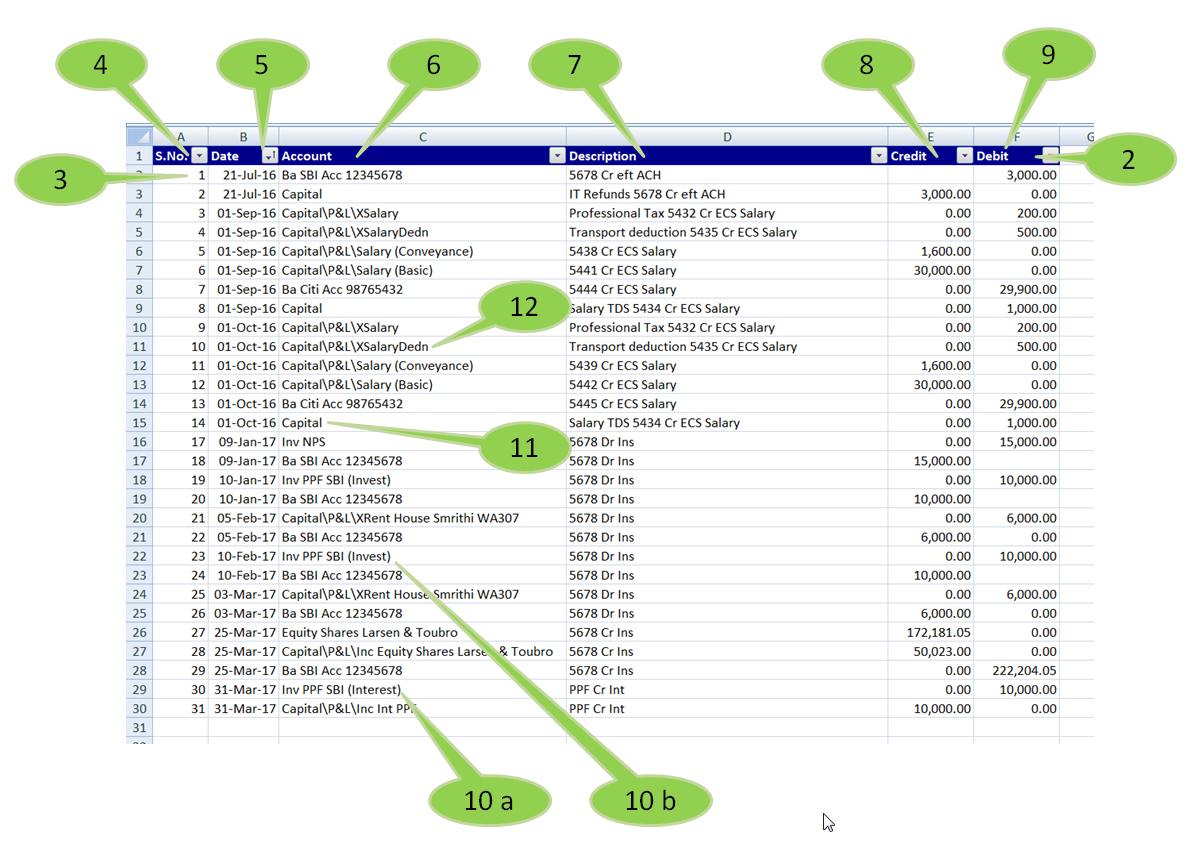 4 5 6 7 8 9
A B C D E F G
1 S.No. Date Account Description Credit Debit
2
3
1 21-Jul-16 Ba SBI Acc 12345678 5678 Cr eft ACH 3,000.00
3 2 21-Jul-16 Capital IT Refunds 5678 Cr eft ACH 3,000.00 0.00
4 3 01-Sep-16 Capital\P&L\XSalary Professional Tax 5432 Cr ECS Salary 0.00 200.00
5 4 01-Sep-16 Capital\P&L\XSalaryDedn Transport deduction 5435 Cr ECS Salary 0.00 500.00
6 5 01-Sep-16 Capital\P&L\Salary (Conveyance) 5438 Cr ECS Salary 1,600.00 0.00
7 6 01-Sep-16 Capital\P&L\Salary (Basic) 5441 Cr ECS Salary 30,000.00 0.00
8 7 01-Sep-16 Ba Citi Acc 98765432 5444 Cr ECS Salary 0.00 29,900.00
12
9 8 01-Sep-16 Capital Salary TDS 5434 Cr ECS Salary 0.00 1,000.00
10 9 01-Oct-16 Capital\P&L\XSalary Professional Tax 5432 Cr ECS Salary 0.00 200.00
11 10 01-Oct-16 Capital\P&L\XSalaryDedn Transport deduction 5435 Cr ECS Salary 0.00 500.00
12 11 01-Oct-16 Capital\P&L\Salary (Conveyance) 5439 Cr ECS Salary 1,600.00 0.00
13 12 01-Oct-16 Capital\P&L\Salary (Basic) 5442 Cr ECS Salary 30,000.00 0.00
14 13 01-Oct-16 Ba Citi Acc 98765432 5445 Cr ECS Salary 0.00 29,900.00
15 14 01-Oct-16 Capital Salary TDS 5434 Cr ECS Salary 0.00 1,000.00
11
16 17 09-Jan-17 Inv NPS 5678 Dr Ins 0.00 15,000.00
17 18 09-Jan-17 Ba SBI Acc 12345678 5678 Dr Ins 15,000.00
18 19 10-Jan-17 Inv PPF SBI (Invest) 5678 Dr Ins 0.00 10,000.00
19 20 10-Jan-17 Ba SBI Acc 12345678 5678 Dr Ins 10,000.00
20 21 05-Feb-17 Capital\P&L\XRent House Smrithi WA307 5678 Dr Ins 0.00 6,000.00
21 22 05-Feb-17 Ba SBI Acc 12345678 5678 Dr Ins 6,000.00 0.00
22 23 10-Feb-17 Inv PPF SBI (Invest) 5678 Dr Ins 0.00 10,000.00
23 24 10-Feb-17 Ba SBI Acc 12345678 5678 Dr Ins 10,000.00
24 25 03-Mar-17 Capital\P&L\XRent House Smrithi WA307 5678 Dr Ins 0.00 6,000.00
25 26 03-Mar-17 Ba SBI Acc 12345678 5678 Dr Ins 6,000.00 0.00
26 27 25-Mar-17 Equity Shares Larsen & Toubro 5678 Cr Ins 172,181.05 0.00
27 28 25-Mar-17 Capital\P&L\Inc Equity Shares Larsen & Toubro 5678 Cr Ins 50,023.00 0.00
28 29 25-Mar-17 Ba SBI Acc 12345678 5678 Cr Ins 0.00 222,204.05
29 30 31-Mar-17 Inv PPF SBI (Interest) PPF Cr Int 0.00 10,000.00
30 31 31-Mar-17 Capital\P&L\Inc Int PPF PPF Cr Int 10,000.00 0.00
31
10 a 10 b